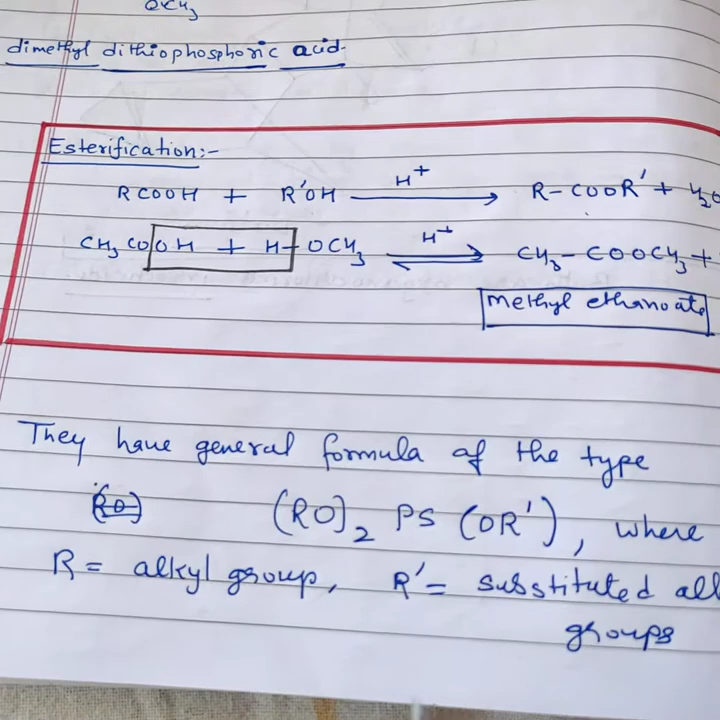 OCH₃
dimethyl dithiophosphoric acid.
Esterification:-
RCOOH + R'OH —H⁺→ R-COOR' + H₂O
CH₃COOH + H-OCH₃ ⇌ H⁺ CH₃-COOCH₃ +
methyl ethanoate
They have general formula of the type
(RO)₂ PS (OR'), where
R = alkyl group, R' = substituted
groups